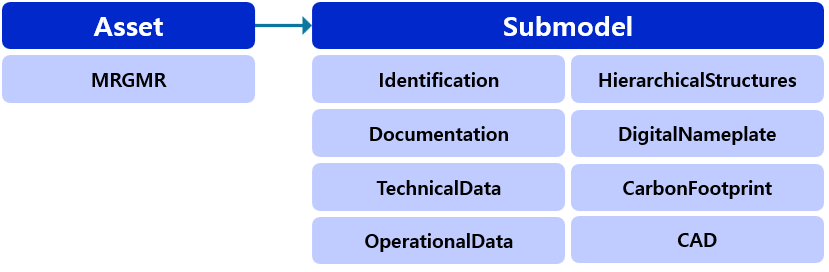 Asset
Submodel
MRGMR
Identification
HierarchicalStructures
Documentation
DigitalNameplate
TechnicalData
CarbonFootprint
OperationalData
CAD